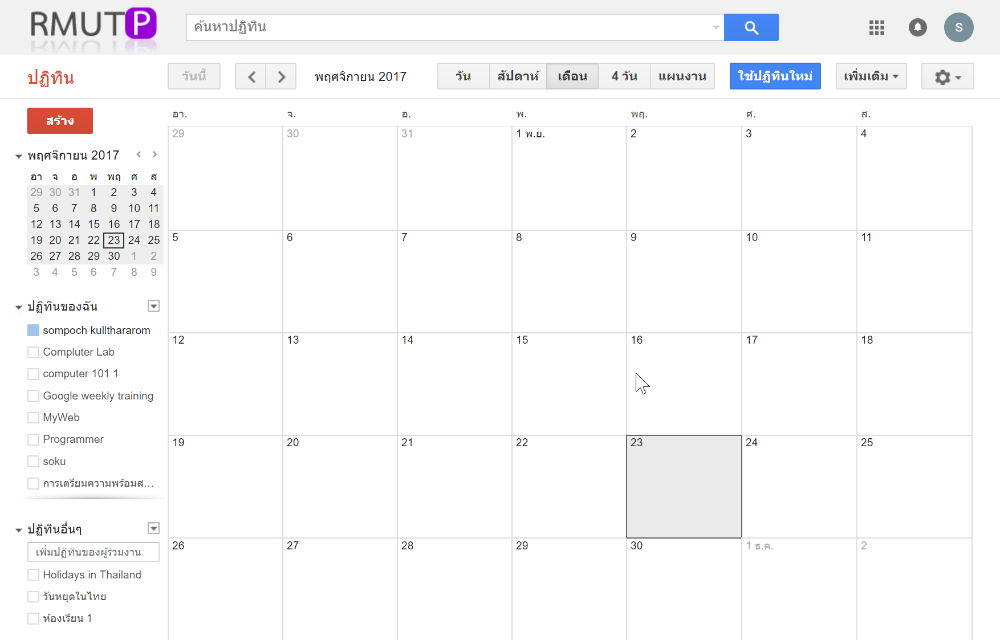 RMUTP
ค้นหาปฏิทิน
S
ปฏิทิน
วันนี้
พฤศจิกายน 2017
วัน สัปดาห์ เดือน 4 วัน แผนงาน
ใช้ปฏิทินใหม่
เพิ่มเติม
สร้าง
พฤศจิกายน 2017
อา จ อ พ พฤ ศ ส
29 30 31 1 2 3 4
5 6 7 8 9 10 11
12 13 14 15 16 17 18
19 20 21 22 23 24 25
26 27 28 29 30 1 2
3 4 5 6 7 8 9
ปฏิทินของฉัน
sompoch kullthararom
Compluter Lab
computer 101 1
Google weekly training
MyWeb
Programmer
soku
การเตรียมความพร้อมส...
ปฏิทินอื่นๆ
เพิ่มปฏิทินของผู้ร่วมงาน
Holidays in Thailand
วันหยุดในไทย
ห้องเรียน 1
อา. จ. อ. พ. พฤ. ศ. ส.
29 30 31 1 พ.ย. 2 3 4
5 6 7 8 9 10 11
12 13 14 15 16 17 18
19 20 21 22 23 24 25
26 27 28 29 30 1 ธ.ค. 2